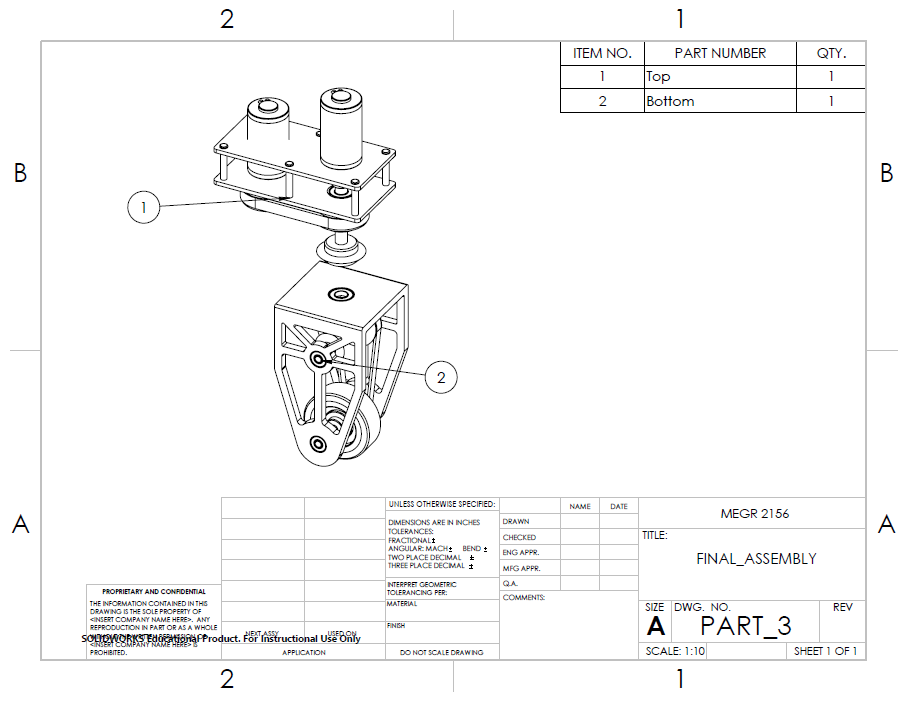 2
1
ITEM NO. PART NUMBER QTY.
1 Top 1
2 Bottom 1
B
B
1
2
A
A
UNLESS OTHERWISE SPECIFIED:
DIMENSIONS ARE IN INCHES
TOLERANCES:
FRACTIONAL ±
ANGULAR: MACH ± BEND ±
TWO PLACE DECIMAL ±
THREE PLACE DECIMAL ±
INTERPRET GEOMETRIC
TOLERANCING PER:
MATERIAL
FINISH
DO NOT SCALE DRAWING
NAME DATE
DRAWN
CHECKED
ENG APPR.
MFG APPR.
Q.A.
COMMENTS:
MEGR 2156
TITLE:
FINAL_ASSEMBLY
SIZE DWG. NO. REV
A PART_3
SCALE: 1:10 SHEET 1 OF 1
PROPRIETARY AND CONFIDENTIAL
THE INFORMATION CONTAINED IN THIS
DRAWING IS THE SOLE PROPERTY OF
<INSERT COMPANY NAME HERE>. ANY
REPRODUCTION IN PART OR AS A WHOLE
WITHOUT THE WRITTEN PERMISSION OF
<INSERT COMPANY NAME HERE> IS
PROHIBITED.
NEXT ASSY USED ON
SOLIDWORKS Educational Product. For Instructional Use Only
APPLICATION
2
1